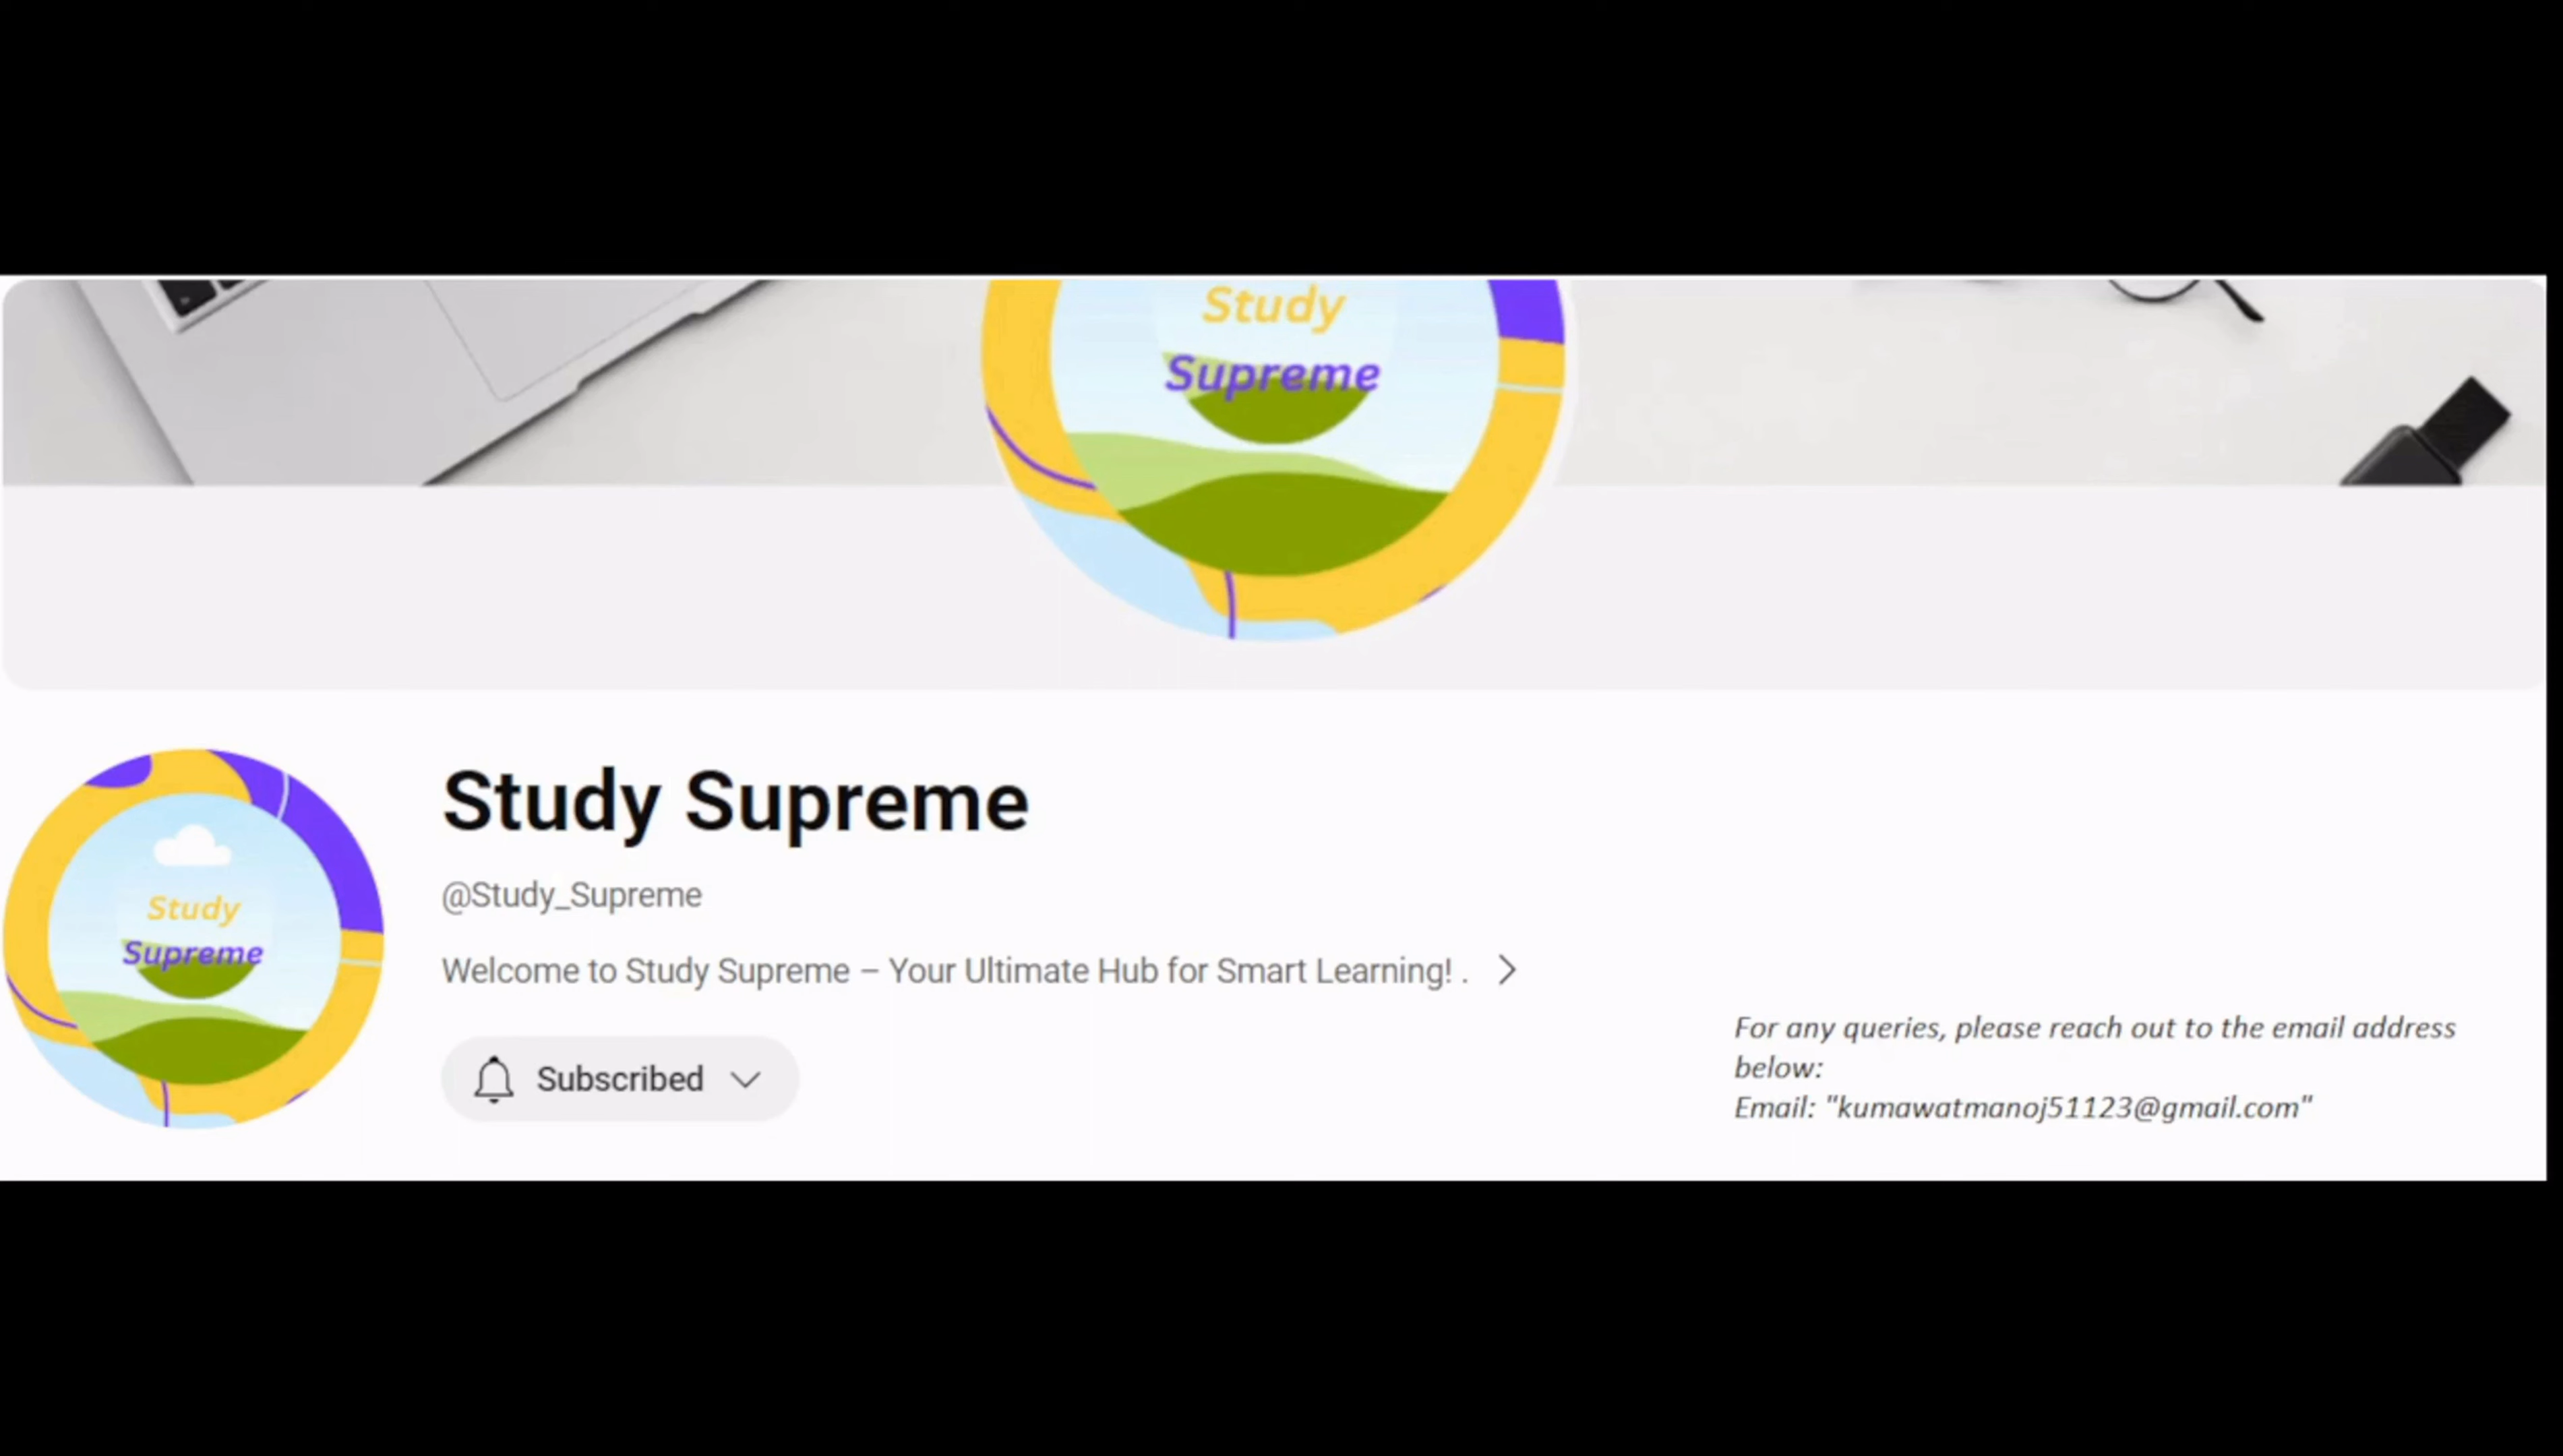 Study
Supreme
Study
Supreme
Study Supreme
@Study_Supreme
Welcome to Study Supreme – Your Ultimate Hub for Smart Learning! .
Subscribed
For any queries, please reach out to the email address
below:
Email: "kumawatmanoj51123@gmail.com"